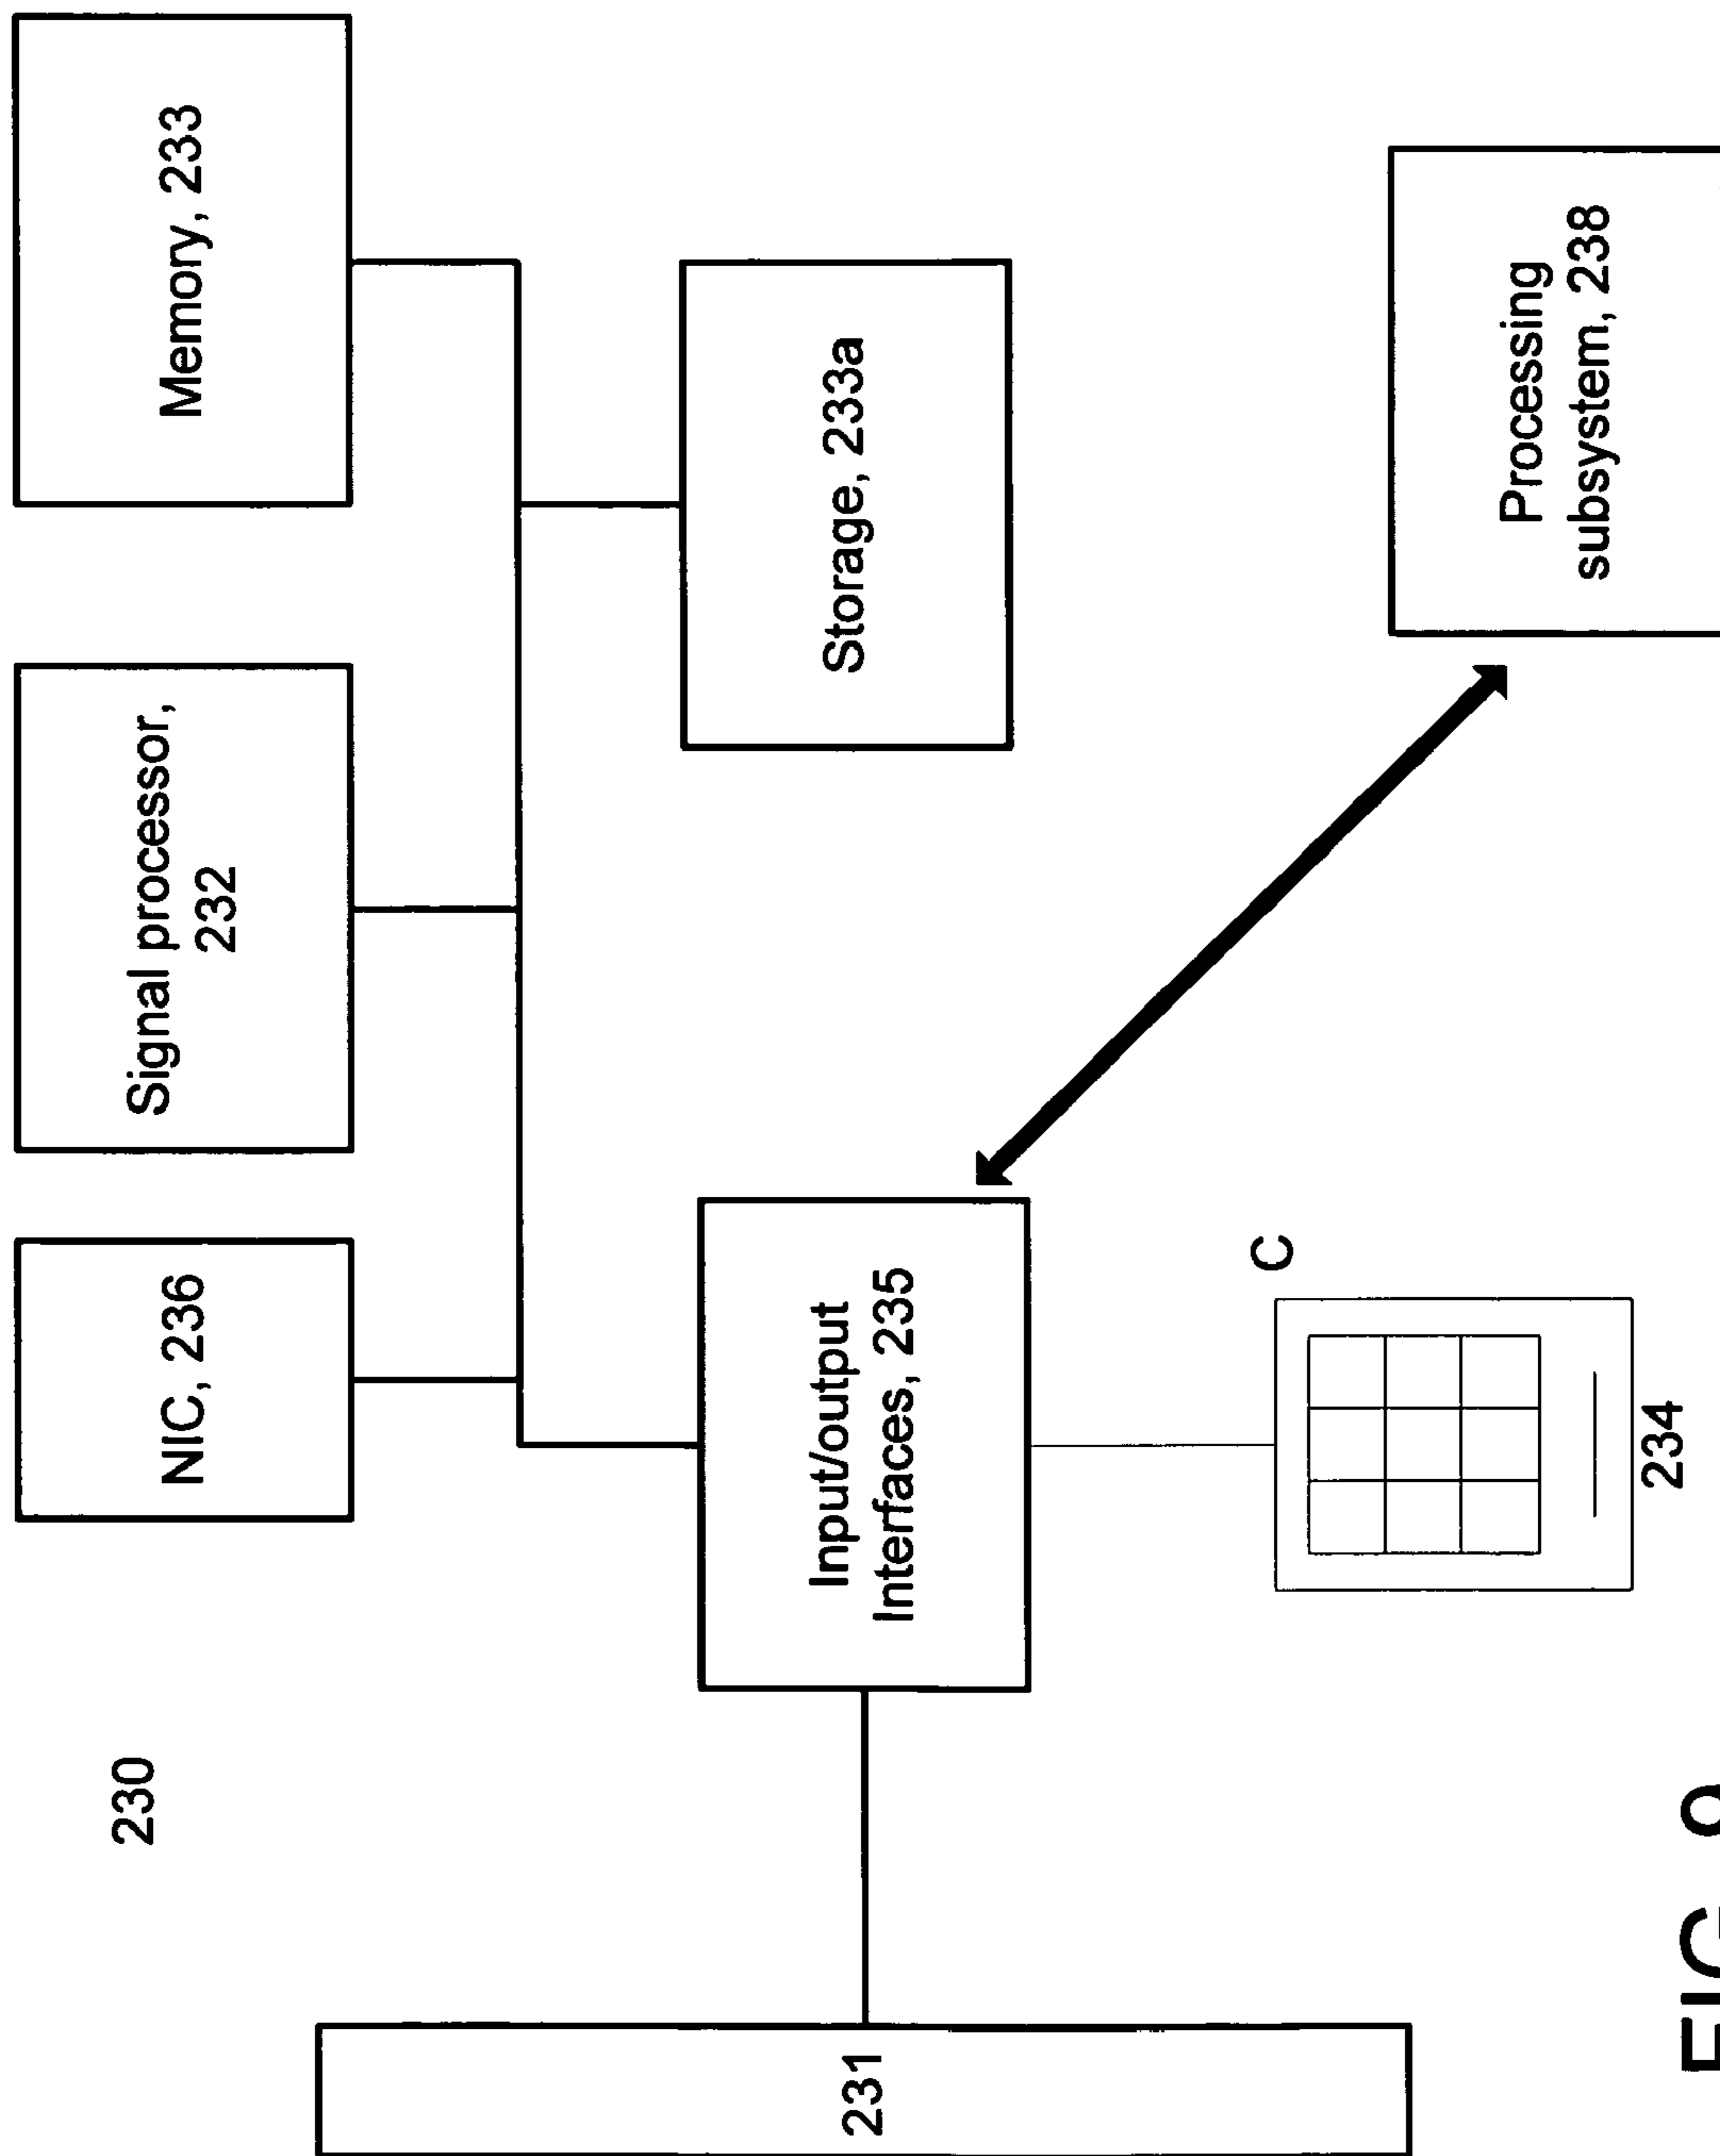 230
NIC, 236
Signal processor,
232
Memory, 233
231
Input/output
Interfaces, 235
Storage, 233a
C
234
Processing
subsystem, 238
FIG.